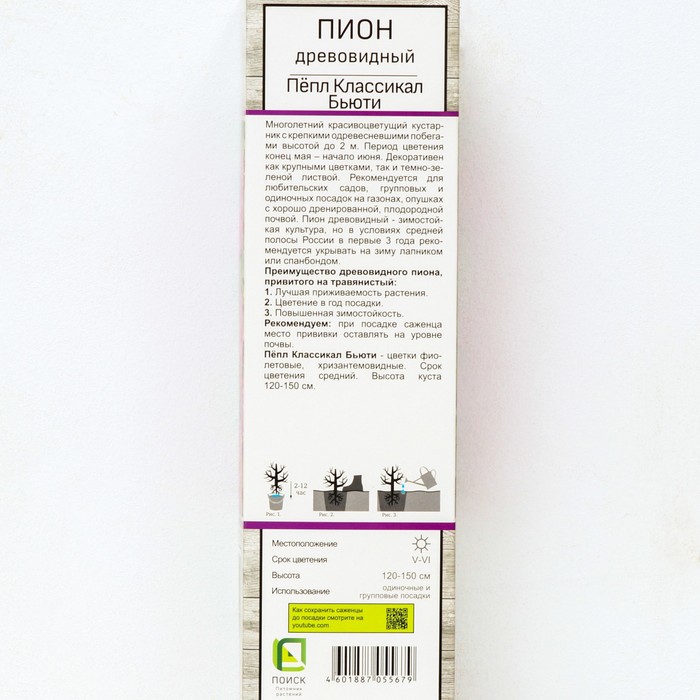 ПИОН
древовидный
Пёпл Классикал
Бьюти
Многолетний красивоцветущий кустар-
ник с крепкими одревесневшими побега-
ми высотой до 2 м. Период цветения
конец мая – начало июня. Декоративен
как крупными цветками, так и темно-зе-
леной листвой. Рекомендуется для
любительских садов, групповых и
одиночных посадок на газонах, опушках
с хорошо дренированной, плодородной
почвой. Пион древовидный - зимостой-
кая культура, но в условиях средней
полосы России в первые 3 года реко-
мендуется укрывать на зиму лапником
или спанбондом.
Преимущество древовидного пиона,
привитого на травянистый:
1. Лучшая приживаемость растения.
2. Цветение в год посадки.
3. Повышенная зимостойкость.
Рекомендуем: при посадке саженца
место прививки оставлять на уровне
почвы.
Пёпл Классикал Бьюти - цветки фио-
летовые, хризантемовидные. Срок
цветения средний. Высота куста
120-150 см.
2-12
час
Рис. 1. Рис. 2. Рис. 3.
Местоположение
Срок цветения V-VI
Высота 120-150 см
Использование одиночные и
групповые посадки
Как сохранить саженцы
до посадки смотрите на
youtube.com
ПОИСК
Питомник
растений
4 601887 055679